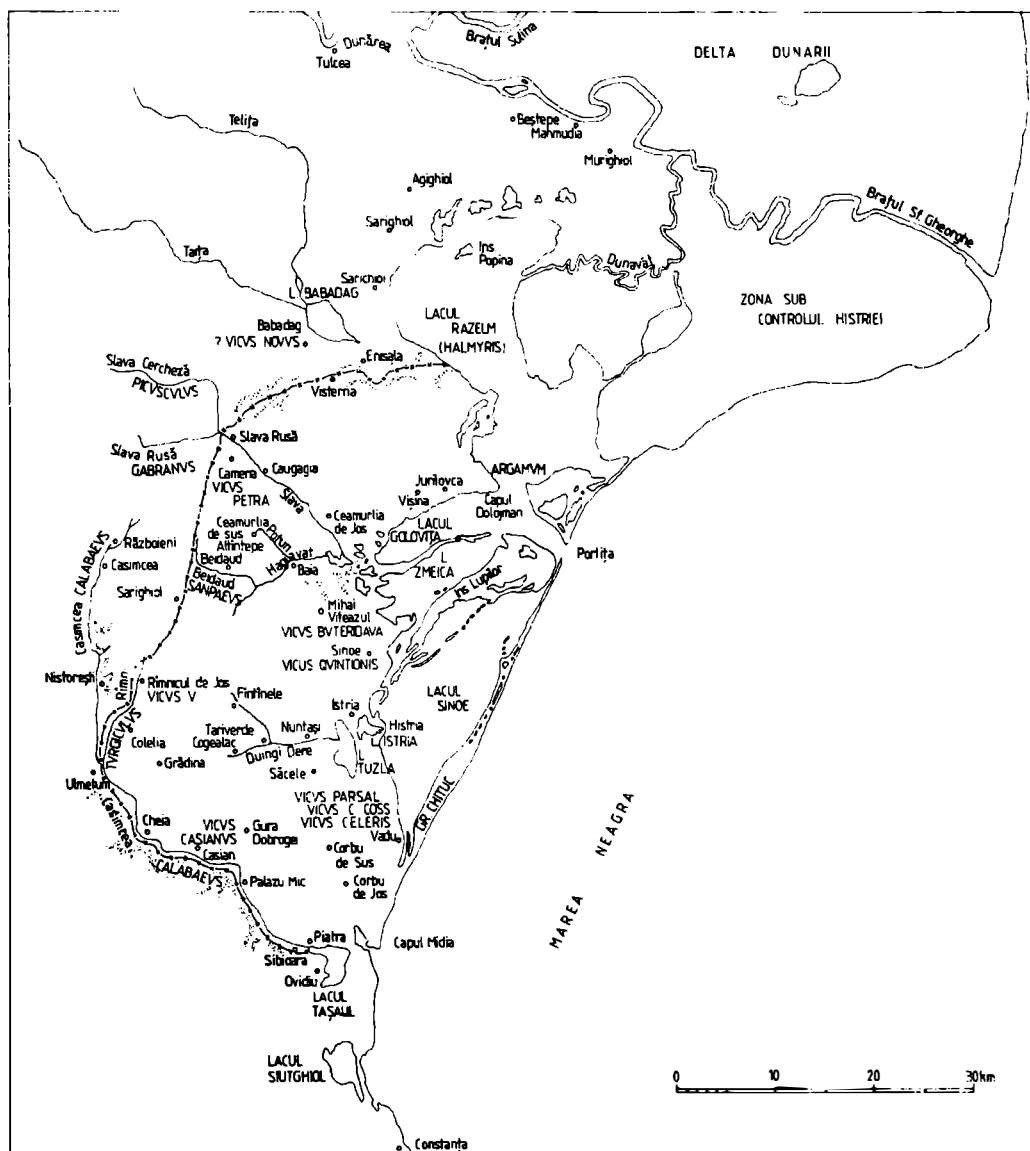 Dunărea
Tulcea
Brațul Sulina
DELTA DUNARII
Telița
Beștepe
Mahmudia
Murighiol
Agighiol
Sarighiol
Brațul Sf. Gheorghe
Taița
Ins
Popina
Dunavăț
Sarichioi
L. BABADAG
LACUL
RAZELM
(HALMYRIS)
ZONA SUB
CONTROLUL HISTRIEI
Babadag
? VICVS NOVVS
Enisala
Visterna
Slava Cercheză
PICVSCVLVS
Slava Rusă
Slava Rusă
GABRANVS
Camena
VICVS
PETRA
Caugagia
Slava
Jurilovca
Vișina
ARGAMVM
Capul
Doloșman
Ceamurlia
de Jos
Ceamurlia
de sus
Altîntepe
LACUL
GOLOVIȚA
Portița
Războieni
Casimcea
Casimcea CALABAEVS
Beidaud
Beidaud
SANPAEVS
Baia
L
ZMEICA
Ins Lupilor
Sarighiol
Mihai
Viteazul
VICVS BVTERIDAVA
Sinoe
VICUS QVINTIONIS
Nistorești
Rîmn
Rîmnicul de Jos
VICVS V
Fîntînele
LACUL
SINOE
Istria
Histria
L ISTRIA
Nuntași
Tariverde
Cogealac
Duingi Dere
Colelia
Grădina
L
TUZLA
Săcele
Ulmetum
VICVS PARSAL
VICVS C COSS
VICVS CELERIS
GR CHITUC
Casimcea
Cheia
VICVS
CASIANVS
Casian
Gura
Dobrogei
Vadu
Corbu
de Sus
CALABAEVS
Palazu Mic
Corbu
de Jos
MAREA NEAGRA
Piatra
Capul Midia
Sibioara
Ovidiu
LACUL
TAȘAUL
LACUL
SIUTGHIOL
0 10 20 30 km
Constanța